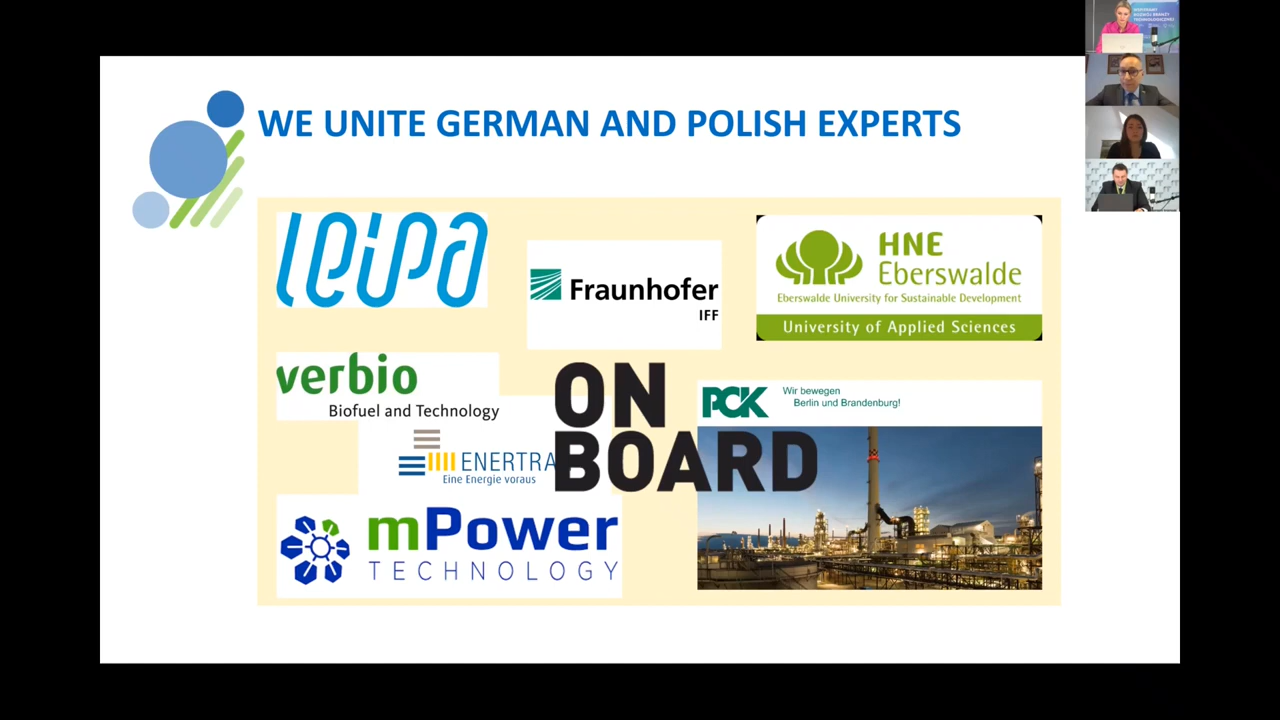 WE UNITE GERMAN AND POLISH EXPERTS
leipa
Fraunhofer
IFF
HNE
Eberswalde
Eberswalde University for Sustainable Development
University of Applied Sciences
verbio
Biofuel and Technology
ENERTRA
Eine Energie voraus
ON
BOARD
PCK
Wir bewegen
Berlin und Brandenburg!
mPower
TECHNOLOGY